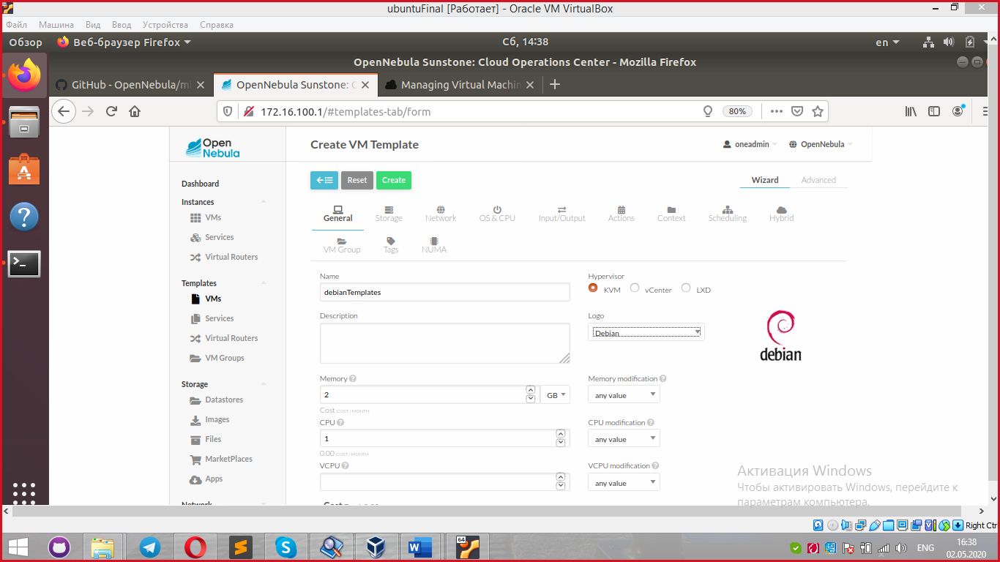 ubuntuFinal [Работает] - Oracle VM VirtualBox
Файл Машина Вид Ввод Устройства Справка
Обзор Веб-браузер Firefox Сб, 14:38 en
OpenNebula Sunstone: Cloud Operations Center - Mozilla Firefox
GitHub - OpenNebula/mi OpenNebula Sunstone: C Managing Virtual Machin
172.16.100.1/#templates-tab/form 80%
Open Nebula
Create VM Template
oneadmin OpenNebula
Reset Create
Wizard Advanced
Dashboard
Instances
VMs
Services
Virtual Routers
Templates
VMs
Services
Virtual Routers
VM Groups
Storage
Datastores
Images
Files
MarketPlaces
Apps
Network
General Storage Network OS & CPU Input/Output Actions Context Scheduling Hybrid
VM Group Tags NUMA
Name
debianTemplates
Hypervisor
KVM vCenter LXD
Description
Logo
Debian
debian
Memory
2 GB
Memory modification
any value
Cost COST / MONTH
CPU
1
CPU modification
any value
0.00 COST / MONTH
VCPU
VCPU modification
any value
Активация Windows
Чтобы активировать Windows, перейдите к
параметрам компьютера.
Right Ctrl
64
ENG
16:38
02.05.2020